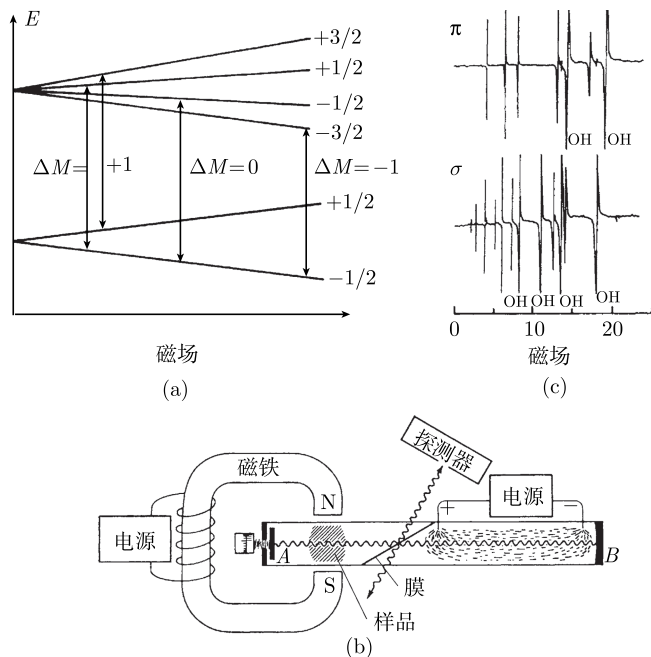 E
+3/2
+1/2
−1/2
−3/2
ΔM=
+1
ΔM=0
ΔM=−1
+1/2
−1/2
磁场
(a)
π
OH
OH
σ
OH
OH
OH
OH
0
10
20
磁场
(c)
探测器
磁铁
N
电源
电源
+
−
A
B
S
膜
样品
(b)